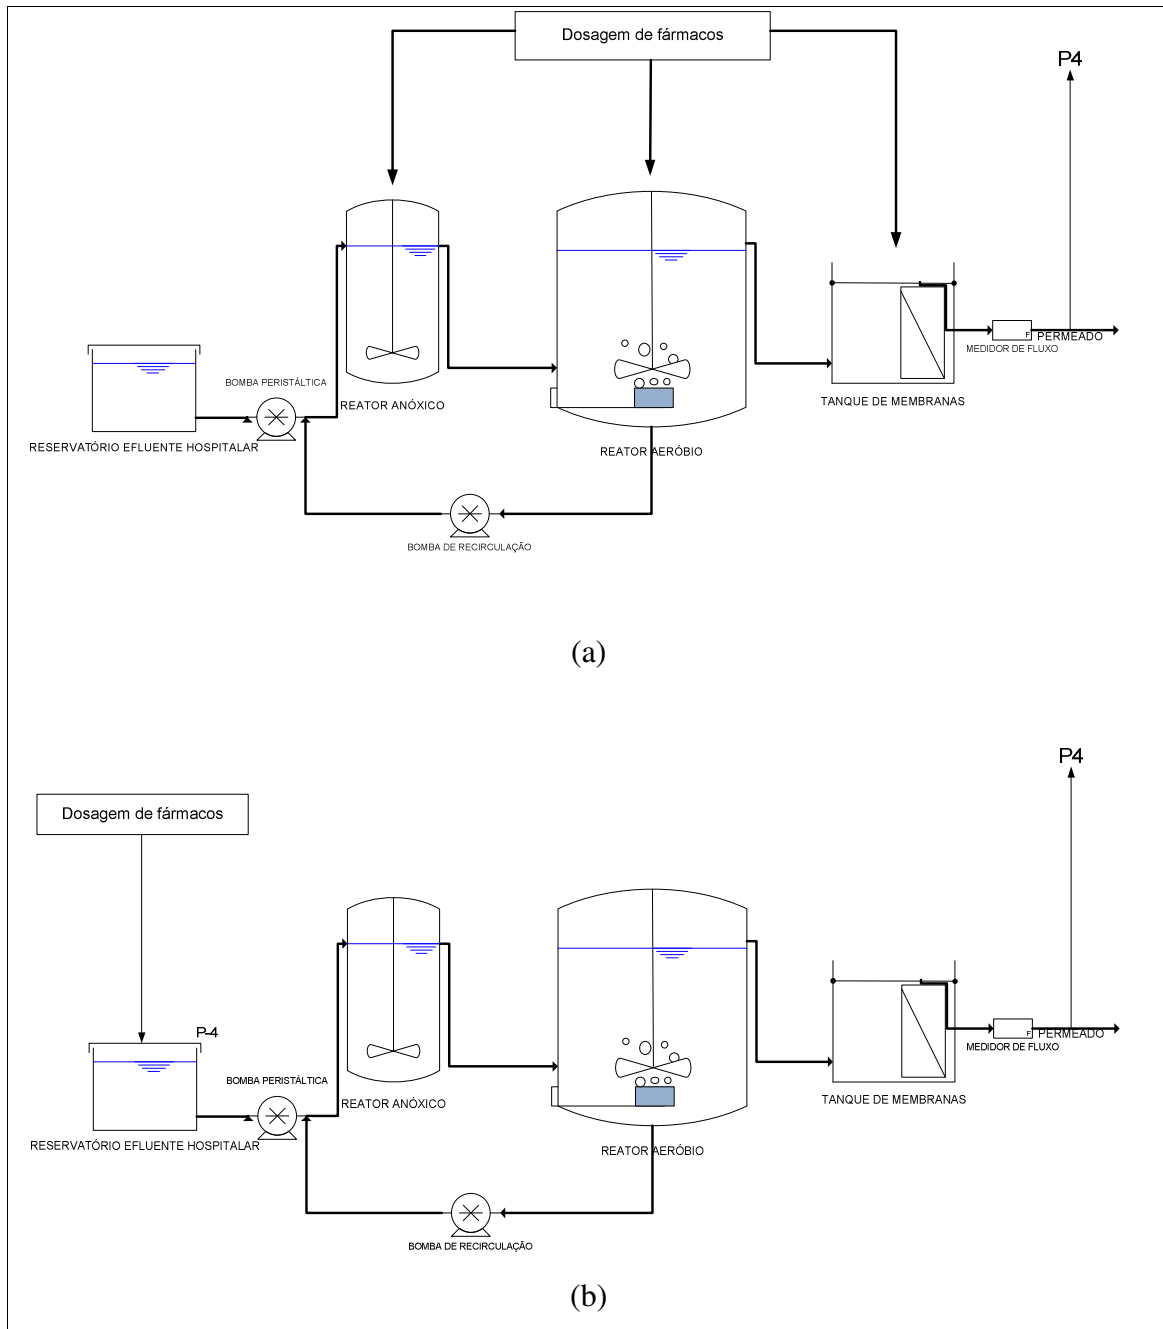 Dosagem de fármacos
P4
PERMEADO
F
MEDIDOR DE FLUXO
BOMBA PERISTÁLTICA
REATOR ANÓXICO
TANQUE DE MEMBRANAS
RESERVATÓRIO EFLUENTE HOSPITALAR
REATOR AERÓBIO
BOMBA DE RECIRCULAÇÃO
(a)
P4
Dosagem de fármacos
P-4
PERMEADO
F
MEDIDOR DE FLUXO
BOMBA PERISTÁLTICA
REATOR ANÓXICO
TANQUE DE MEMBRANAS
RESERVATÓRIO EFLUENTE HOSPITALAR
REATOR AERÓBIO
BOMBA DE RECIRCULAÇÃO
(b)